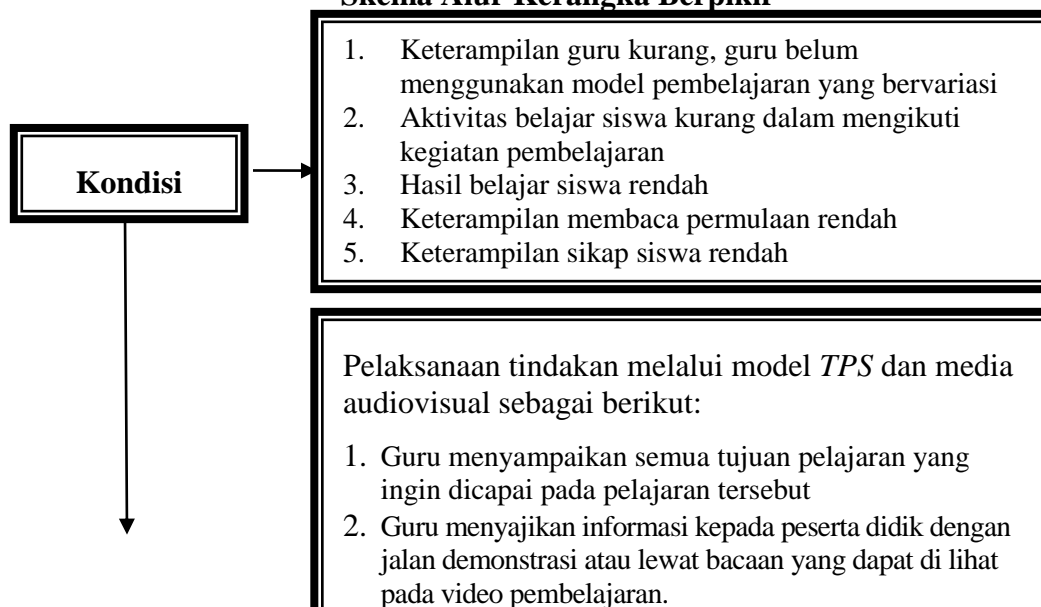 Skema Alur Kerangka Berpikir
1. Keterampilan guru kurang, guru belum
menggunakan model pembelajaran yang bervariasi
2. Aktivitas belajar siswa kurang dalam mengikuti
kegiatan pembelajaran
3. Hasil belajar siswa rendah
4. Keterampilan membaca permulaan rendah
5. Keterampilan sikap siswa rendah
Kondisi
Pelaksanaan tindakan melalui model TPS dan media
audiovisual sebagai berikut:
1. Guru menyampaikan semua tujuan pelajaran yang
ingin dicapai pada pelajaran tersebut
2. Guru menyajikan informasi kepada peserta didik dengan
jalan demonstrasi atau lewat bacaan yang dapat di lihat
pada video pembelajaran.